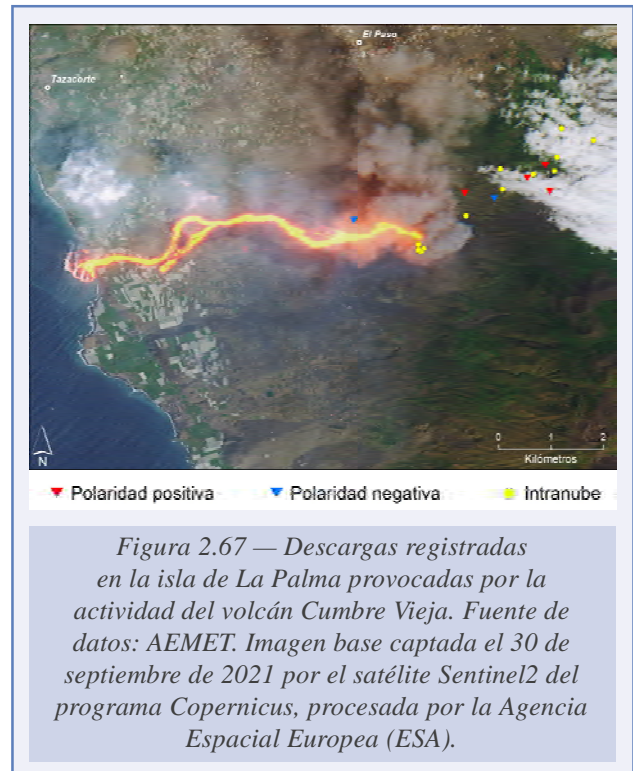 El Paso
Tazacorte
0 1 2
Kilómetros
N
Polaridad positiva Polaridad negativa Intranube
Figura 2.67 — Descargas registradas
en la isla de La Palma provocadas por la
actividad del volcán Cumbre Vieja. Fuente de
datos: AEMET. Imagen base captada el 30 de
septiembre de 2021 por el satélite Sentinel2 del
programa Copernicus, procesada por la Agencia
Espacial Europea (ESA).